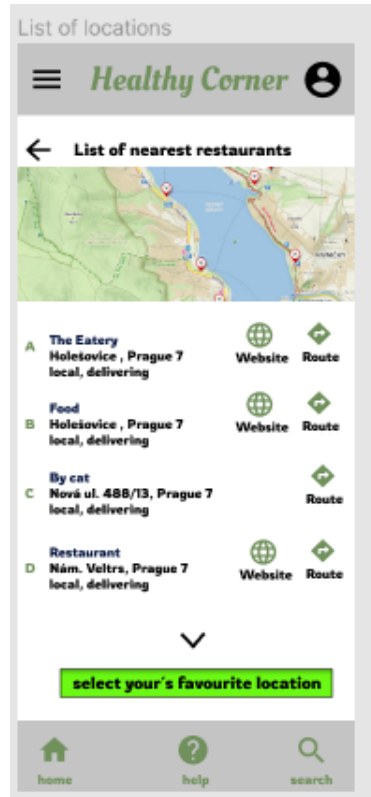 List of locations
Healthy Corner
List of nearest restaurants
A
The Eatery
Holešovice , Prague 7
local, delivering
Website
Route
B
Food
Holešovice , Prague 7
local, delivering
Website
Route
C
By cat
Nová ul. 488/13, Prague 7
local, delivering
Route
D
Restaurant
Nám. Veltrs, Prague 7
local, delivering
Website
Route
select your´s favourite location
home
help
search